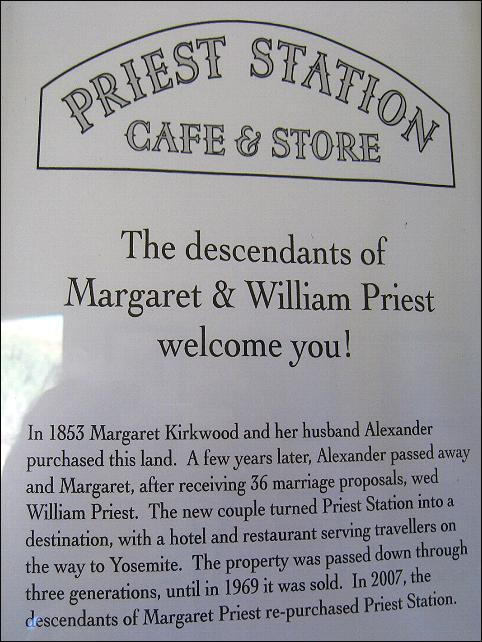 PRIEST STATION
CAFE & STORE
The descendants of
Margaret & William Priest
welcome you!
In 1853 Margaret Kirkwood and her husband Alexander
purchased this land. A few years later, Alexander passed away
and Margaret, after receiving 36 marriage proposals, wed
William Priest. The new couple turned Priest Station into a
destination, with a hotel and restaurant serving travellers on
the way to Yosemite. The property was passed down through
three generations, until in 1969 it was sold. In 2007, the
descendants of Margaret Priest re-purchased Priest Station.